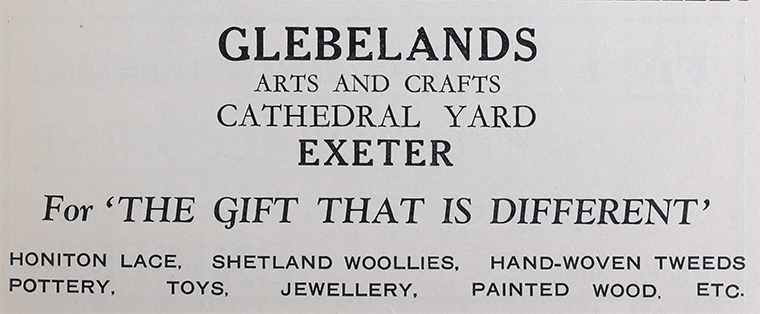 GLEBELANDS
ARTS AND CRAFTS
CATHEDRAL YARD
EXETER
For ‘THE GIFT THAT IS DIFFERENT’
HONITON LACE, SHETLAND WOOLLIES, HAND-WOVEN TWEEDS
POTTERY, TOYS, JEWELLERY, PAINTED WOOD, ETC.